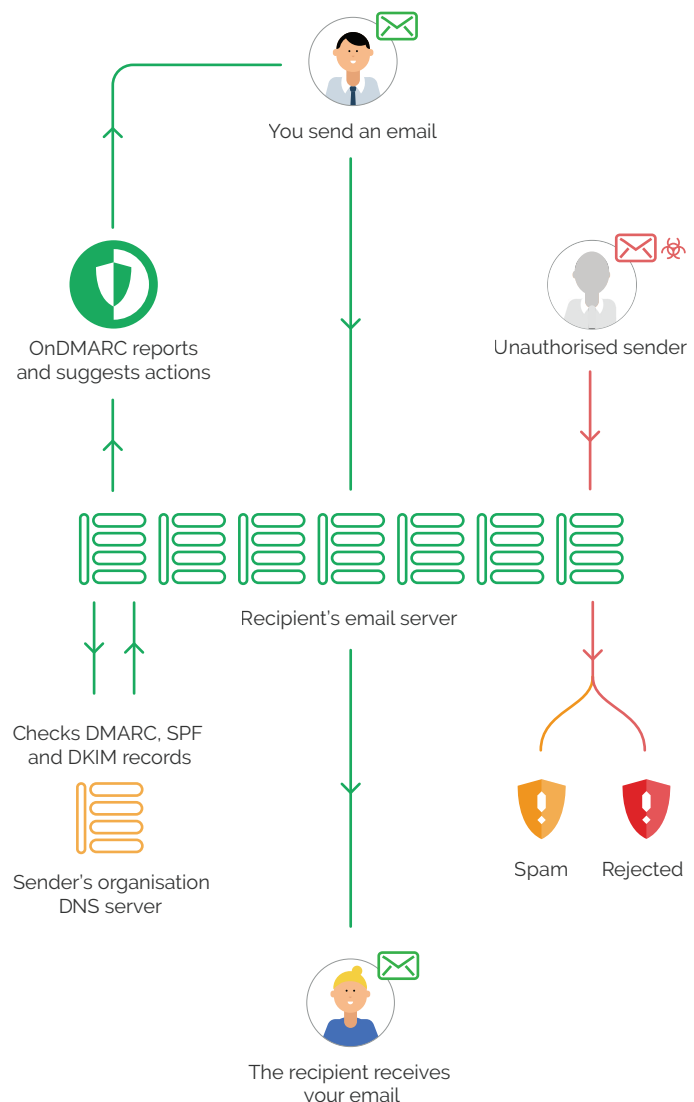 You send an email
OnDMARC reports
and suggests actions
Unauthorised sender
Recipient's email server
Checks DMARC, SPF
and DKIM records
Sender's organisation
DNS server
Spam
Rejected
The recipient receives
your email